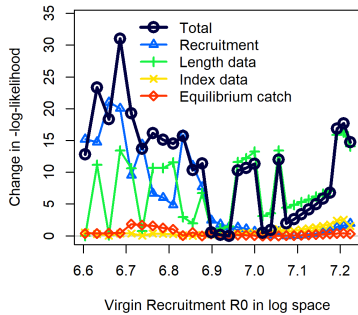 35
30
25
20
15
10
5
0
Change in -log-likelihood
Total
Recruitment
Length data
Index data
Equilibrium catch
6.6 6.7 6.8 6.9 7.0 7.1 7.2
Virgin Recruitment R0 in log space